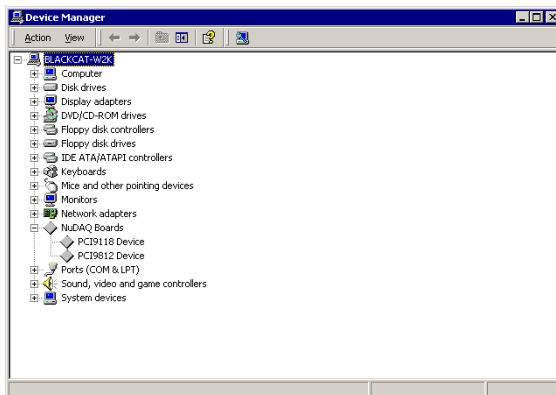 Device Manager
Action View
BLACKCAT-W2K
Computer
Disk drives
Display adapters
DVD/CD-ROM drives
Floppy disk controllers
Floppy disk drives
IDE ATA/ATAPI controllers
Keyboards
Mice and other pointing devices
Monitors
Network adapters
NuDAQ Boards
PCI9118 Device
PCI9812 Device
Ports (COM & LPT)
Sound, video and game controllers
System devices